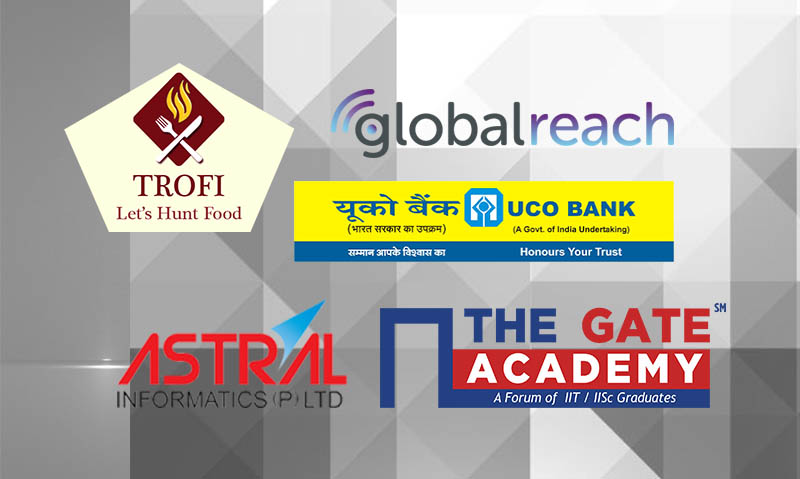 TROFI
Let's Hunt Food
globalreach
यूको बैंक UCO BANK
(भारत सरकार का उपक्रम) (A Govt. of India Undertaking)
सम्मान आपके विश्वास का Honours Your Trust
ASTRAL
INFORMATICS (P) LTD
THE GATE SM
ACADEMY
A Forum of IIT / IISc Graduates